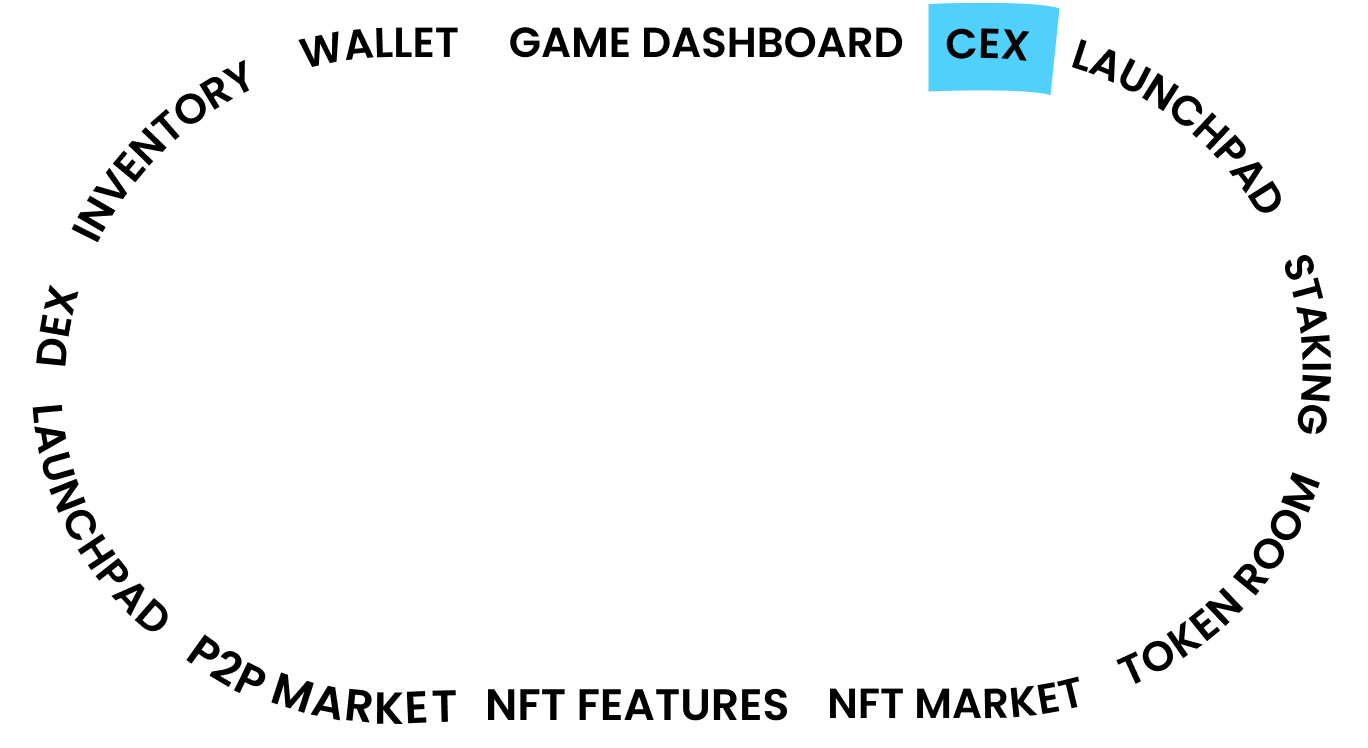 WALLET
GAME DASHBOARD
CEX
LAUNCHPAD
STAKING
TOKEN ROOM
NFT MARKET
NFT FEATURES
P2P MARKET
LAUNCHPAD
DEX
INVENTORY